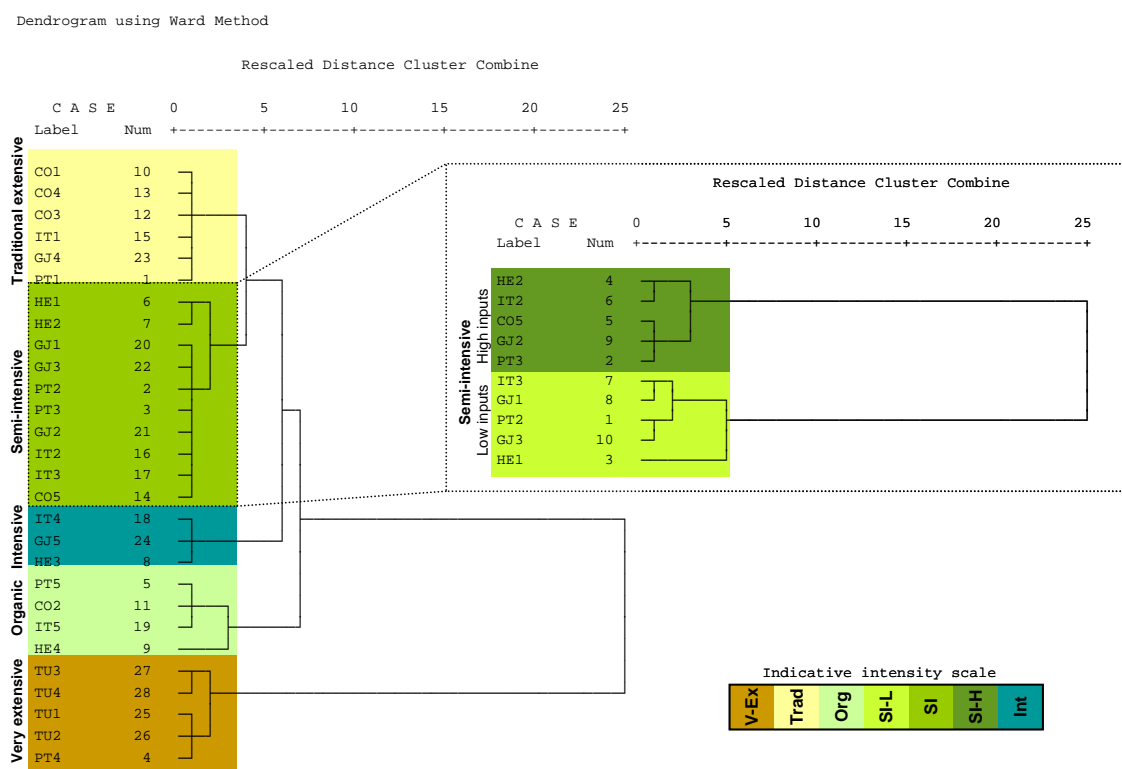 Dendrogram using Ward Method
Rescaled Distance Cluster Combine
C A S E 0 5 10 15 20 25
Label Num +---------+---------+---------+---------+---------+
Traditional extensive
CO1 10
CO4 13
CO3 12
IT1 15
GJ4 23
PT1 1
Semi-intensive
HE1 6
HE2 7
GJ1 20
GJ3 22
PT2 2
PT3 3
GJ2 21
IT2 16
IT3 17
CO5 14
Intensive
IT4 18
GJ5 24
HE3 8
Organic
PT5 5
CO2 11
IT5 19
HE4 9
Very extensive
TU3 27
TU4 28
TU1 25
TU2 26
PT4 4
Rescaled Distance Cluster Combine
C A S E 0 5 10 15 20 25
Label Num +---------+---------+---------+---------+---------+
Semi-intensive
High inputs
HE2 4
IT2 6
CO5 5
GJ2 9
PT3 2
Low inputs
IT3 7
GJ1 8
PT2 1
GJ3 10
HE1 3
Indicative intensity scale
V-Ex Trad Org SI-L SI SI-H Int